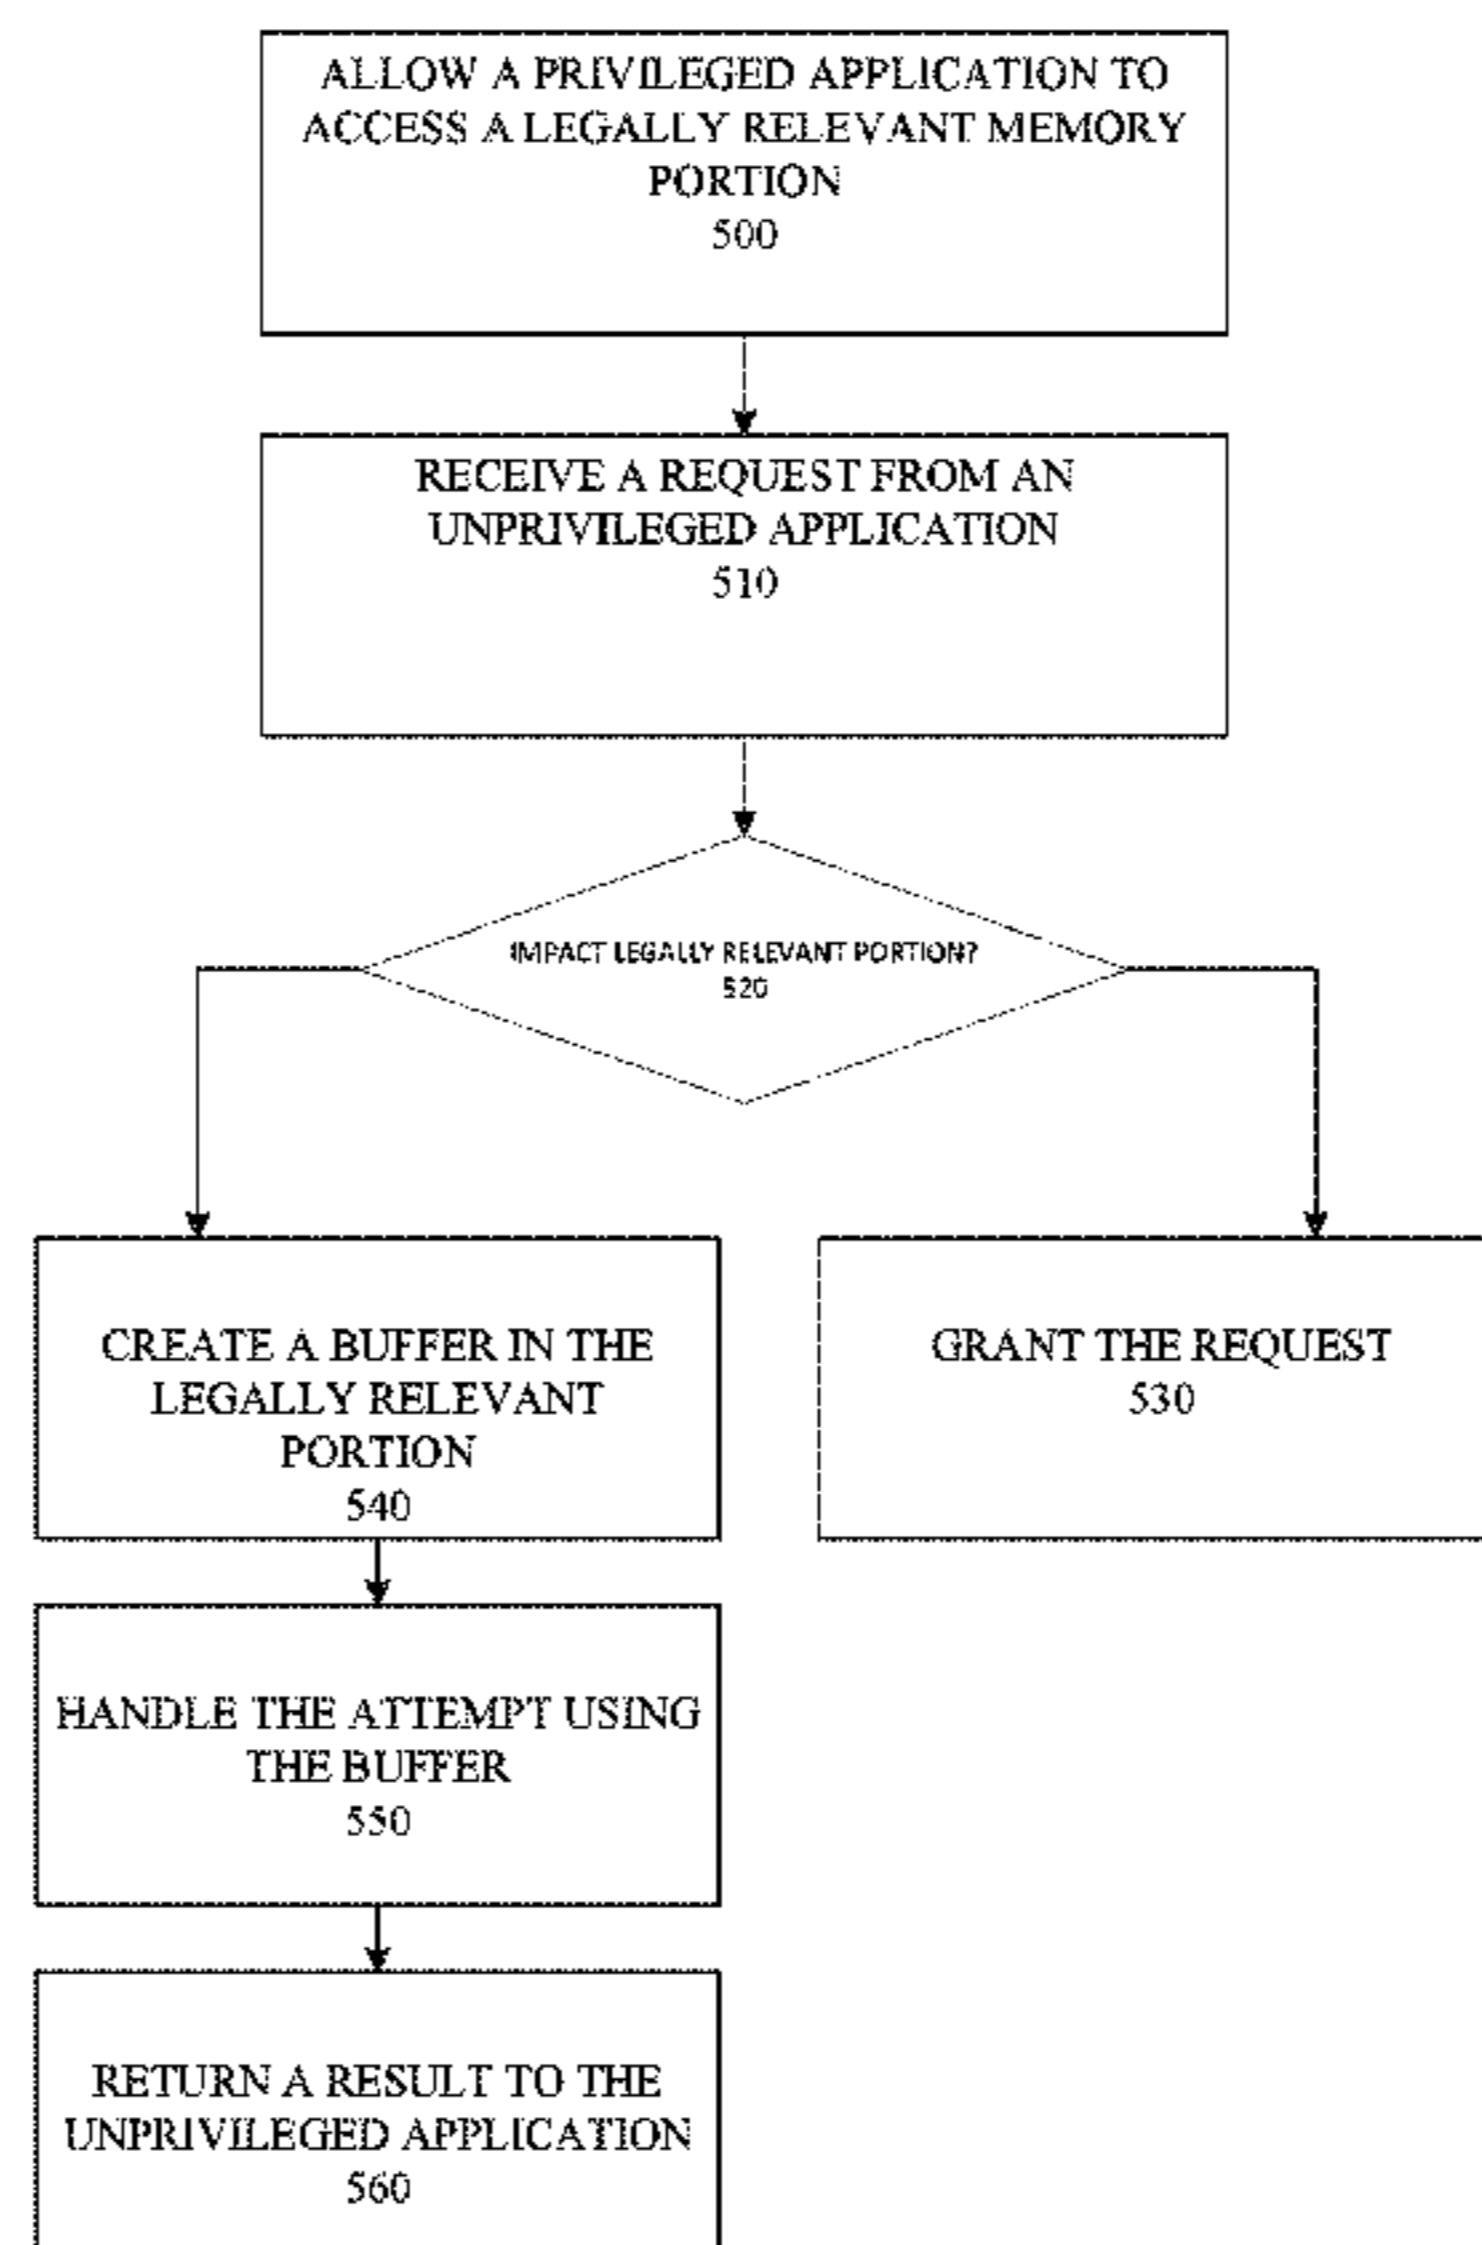 ALLOW A PRIVILEGED APPLICATION TO
ACCESS A LEGALLY RELEVANT MEMORY
PORTION
500
RECEIVE A REQUEST FROM AN
UNPRIVILEGED APPLICATION
510
IMPACT LEGALLY RELEVANT PORTION?
520
CREATE A BUFFER IN THE
LEGALLY RELEVANT
PORTION
540
GRANT THE REQUEST
530
HANDLE THE ATTEMPT USING
THE BUFFER
550
RETURN A RESULT TO THE
UNPRIVILEGED APPLICATION
560